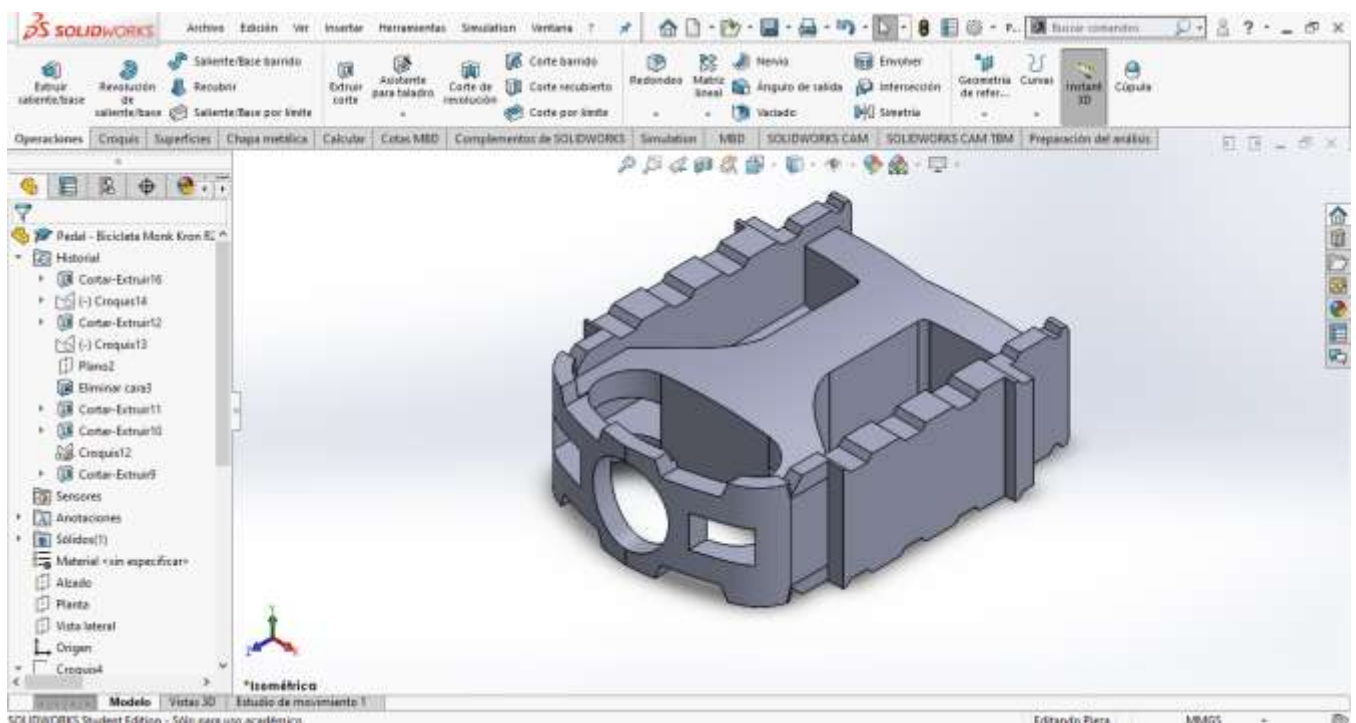 SOLIDWORKS Archivo Edición Ver Insertar Herramientas Simulation Ventana ? P... Buscar comandos ?
Extruir saliente/base
Revolución de saliente/base
Saliente/Base barrido
Recubrir
Saliente/Base por límite
Extruir corte
Asistente para taladro
Corte de revolución
Corte barrido
Corte recubierto
Corte por límite
Redondeo
Matriz lineal
Nervio
Ángulo de salida
Vaciado
Envolver
Intersección
Simetría
Geometría de refer...
Curvas
Instant 3D
Cúpula
Operaciones Croquis Superficies Chapa metálica Calcular Cotas MBD Complementos de SOLIDWORKS Simulation MBD SOLIDWORKS CAM SOLIDWORKS CAM TBM Preparación del análisis
Pedal - Bicicleta Monk Kron
Historial
Cortar-Extruir16
(-) Croquis14
Cortar-Extruir12
(-) Croquis13
Plano2
Eliminar cara3
Cortar-Extruir11
Cortar-Extruir10
Croquis12
Cortar-Extruir9
Sensores
Anotaciones
Sólidos(1)
Material <sin especificar>
Alzado
Planta
Vista lateral
Origen
Croquis4
*Isométrica
Modelo Vistas 3D Estudio de movimiento 1
SOLIDWORKS Student Edition - Sólo para uso académico. Editando Pieza MMGS